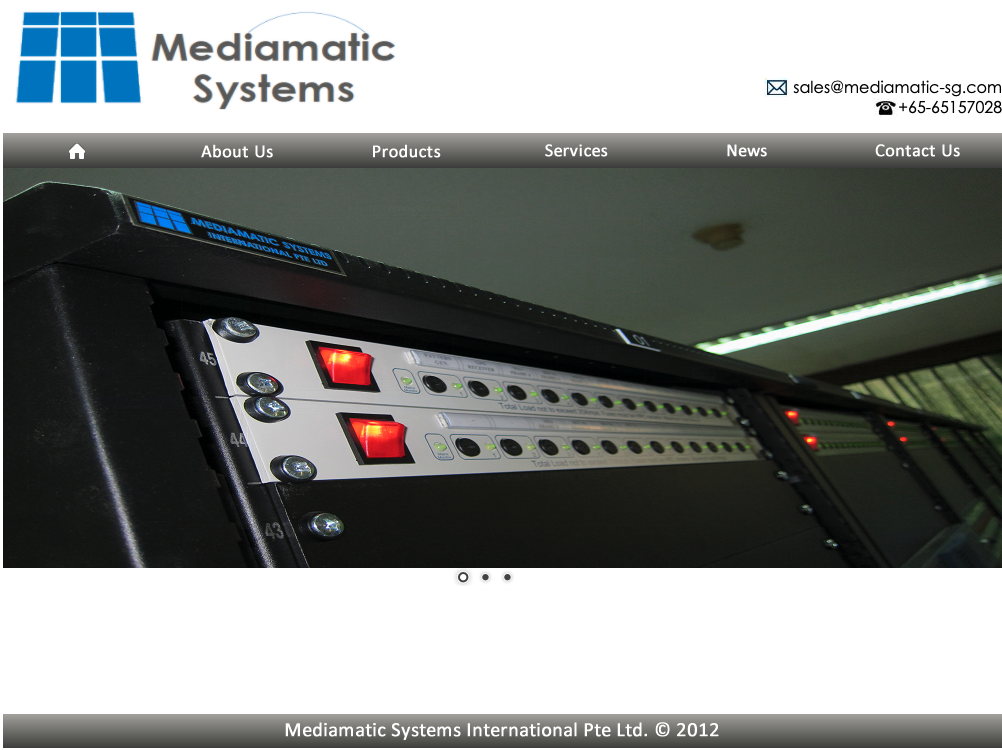 Mediamatic
Systems
sales@mediamatic-sg.com
+65-65157028
About Us
Products
Services
News
Contact Us
MEDIAMATIC SYSTEMS
INTERNATIONAL PTE LTD
01
45
Total Load not to exceed
44
Total Load not to exceed
43
Mediamatic Systems International Pte Ltd. © 2012